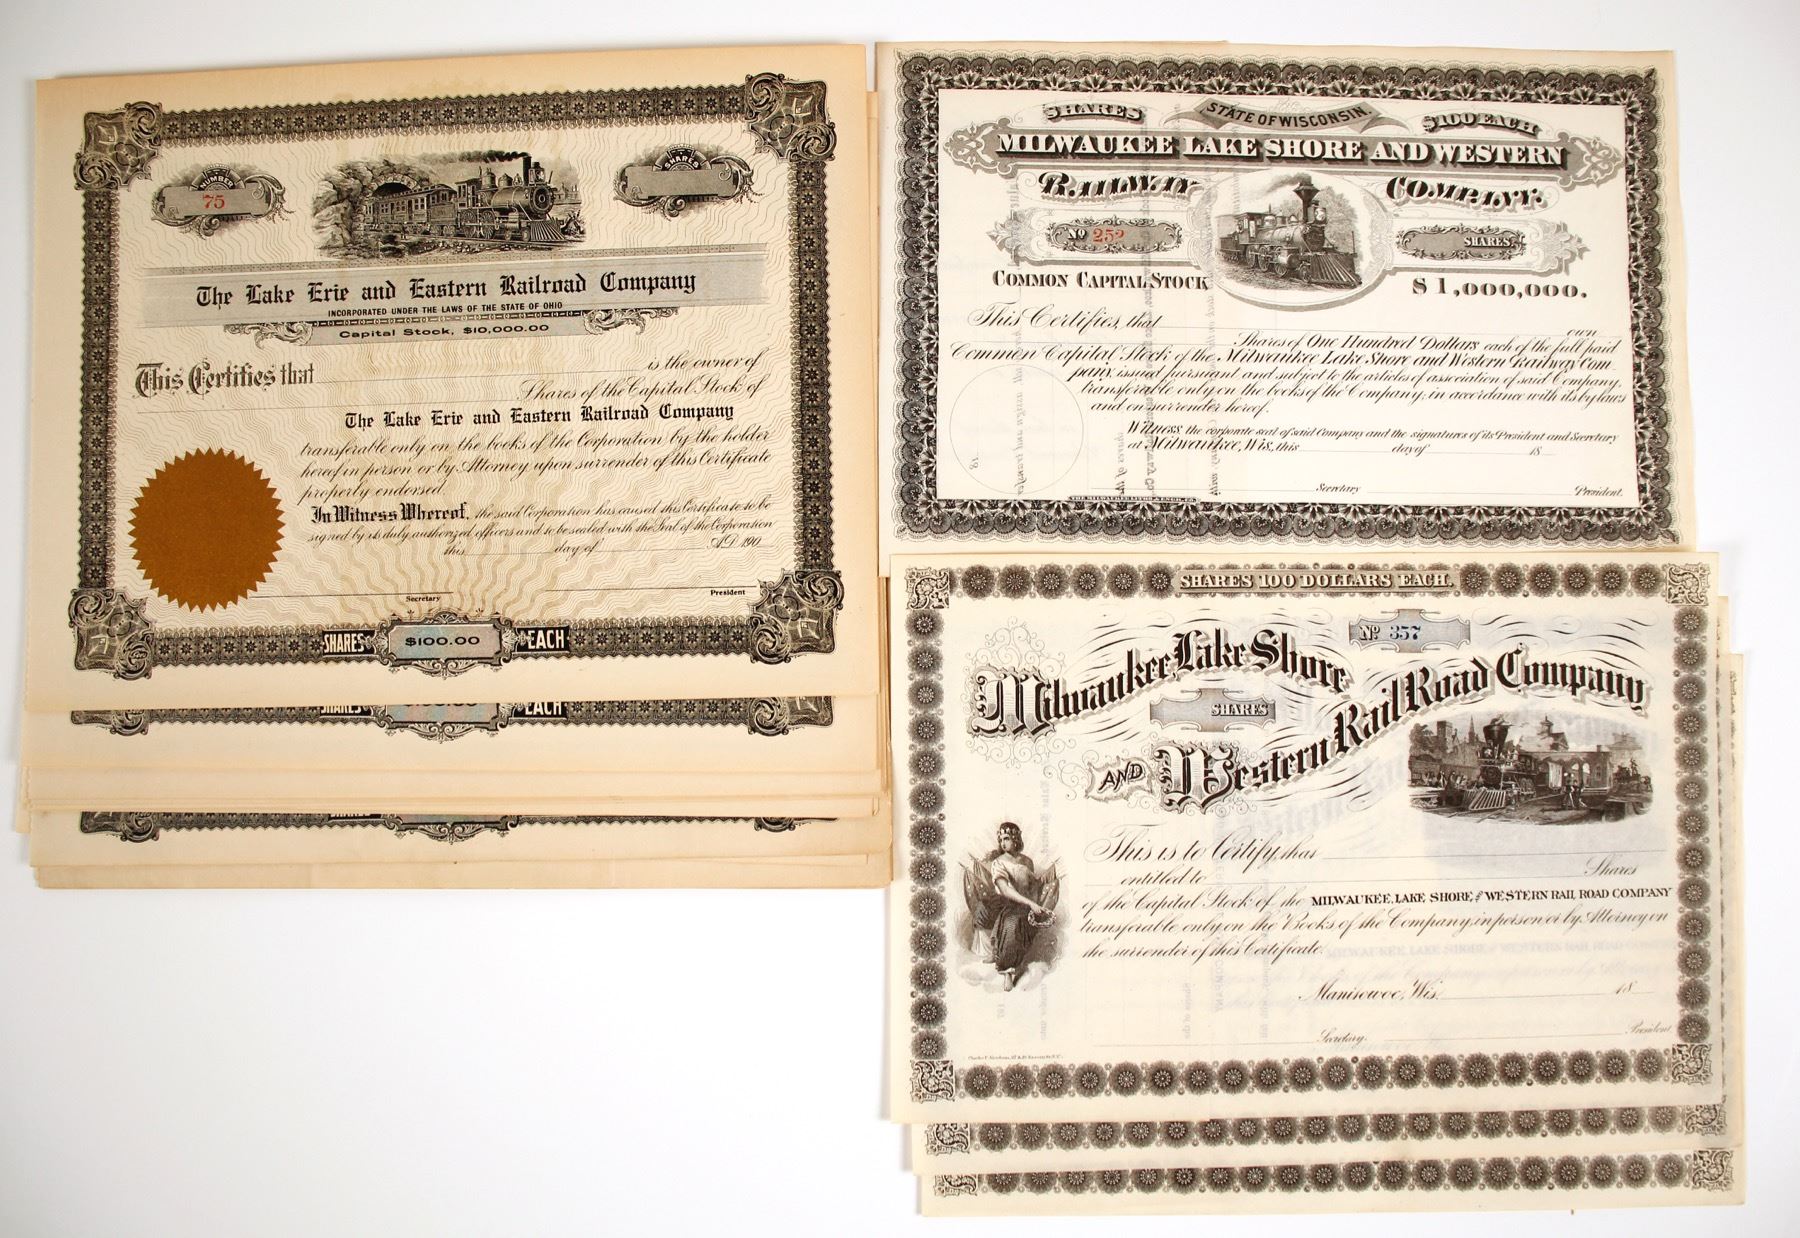 NUMBER
75
SHARES
The Lake Erie and Eastern Railroad Company
INCORPORATED UNDER THE LAWS OF THE STATE OF OHIO
Capital Stock, $10,000.00
This Certifies that is the owner of
Shares of the Capital Stock of
The Lake Erie and Eastern Railroad Company
transferable only on the books of the Corporation by the holder
hereof in person or by Attorney upon surrender of this Certificate
properly endorsed.
In Witness Whereof, the said Corporation has caused this Certificate to be
signed by its duly authorized officers and to be sealed with the Seal of the Corporation
this day of A.D. 190
Secretary President
SHARES $100.00 EACH
SHARES EACH
SHARES
SHARES STATE OF WISCONSIN. $100 EACH
MILWAUKEE LAKE SHORE AND WESTERN
RAILWAY COMPANY.
No 252 SHARES
COMMON CAPITAL STOCK $1,000,000.
This Certifies, that own
Shares of One Hundred Dollars each of the full paid
Common Capital Stock of the Milwaukee Lake Shore and Western Railway Com-
pany, issued pursuant and subject to the articles of association of said Company,
transferable only on the books of the Company, in accordance with its by laws
and on surrender hereof.
Witness, the corporate seal of said Company and the signatures of its President and Secretary
at Milwaukee, Wis, this day of 18
Secretary President.
THE MILWAUKEE LITHO. & ENGR. CO.
SHARES 100 DOLLARS EACH.
No 357
Milwaukee, Lake Shore
SHARES
AND Western Rail Road Company
This is to Certify, that
entitled to Shares
of the Capital Stock of the MILWAUKEE, LAKE SHORE AND WESTERN RAIL ROAD COMPANY
transferable only on the Books of the Company, in person or by Attorney on
the surrender of this Certificate.
Manitowoc, Wis. 18
Secretary. President